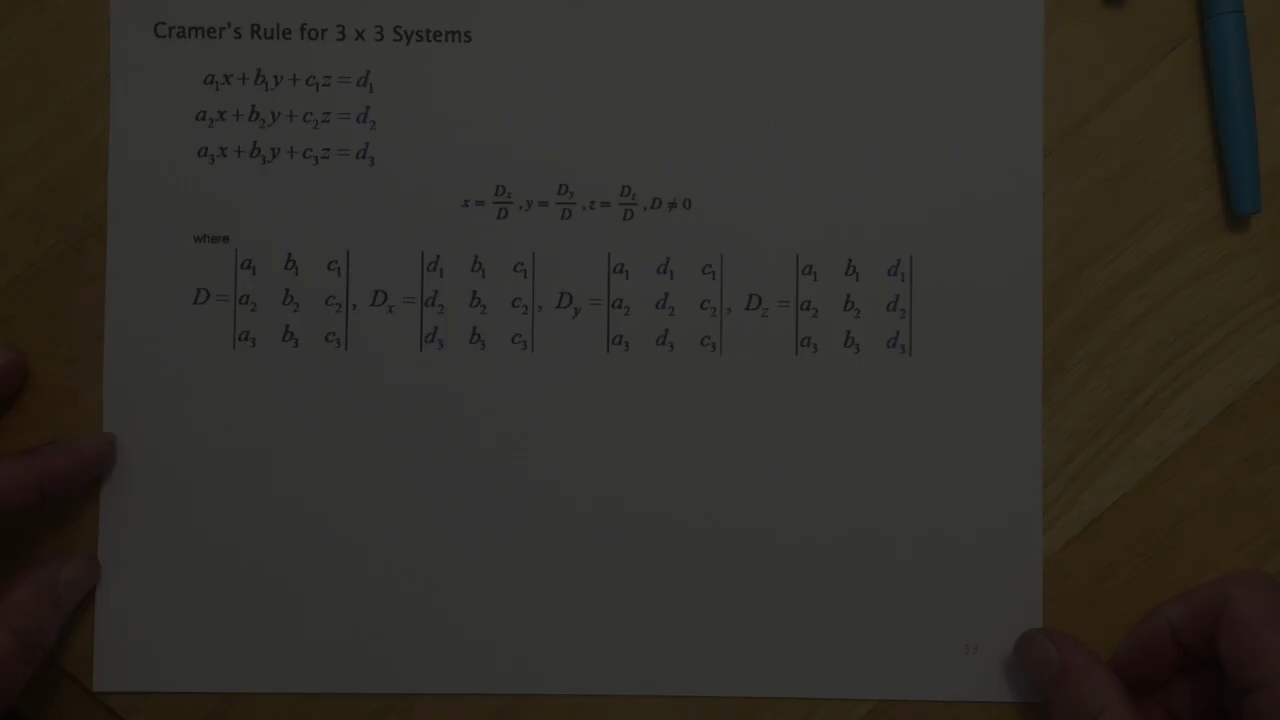 Cramer's Rule for 3 x 3 Systems
a₁x + b₁y + c₁z = d₁
a₂x + b₂y + c₂z = d₂
a₃x + b₃y + c₃z = d₃
x = Dₓ/D , y = D_y/D , z = D_z/D , D ≠ 0
where
D = |a₁ b₁ c₁; a₂ b₂ c₂; a₃ b₃ c₃|, Dₓ = |d₁ b₁ c₁; d₂ b₂ c₂; d₃ b₃ c₃|, D_y = |a₁ d₁ c₁; a₂ d₂ c₂; a₃ d₃ c₃|, D_z = |a₁ b₁ d₁; a₂ b₂ d₂; a₃ b₃ d₃|